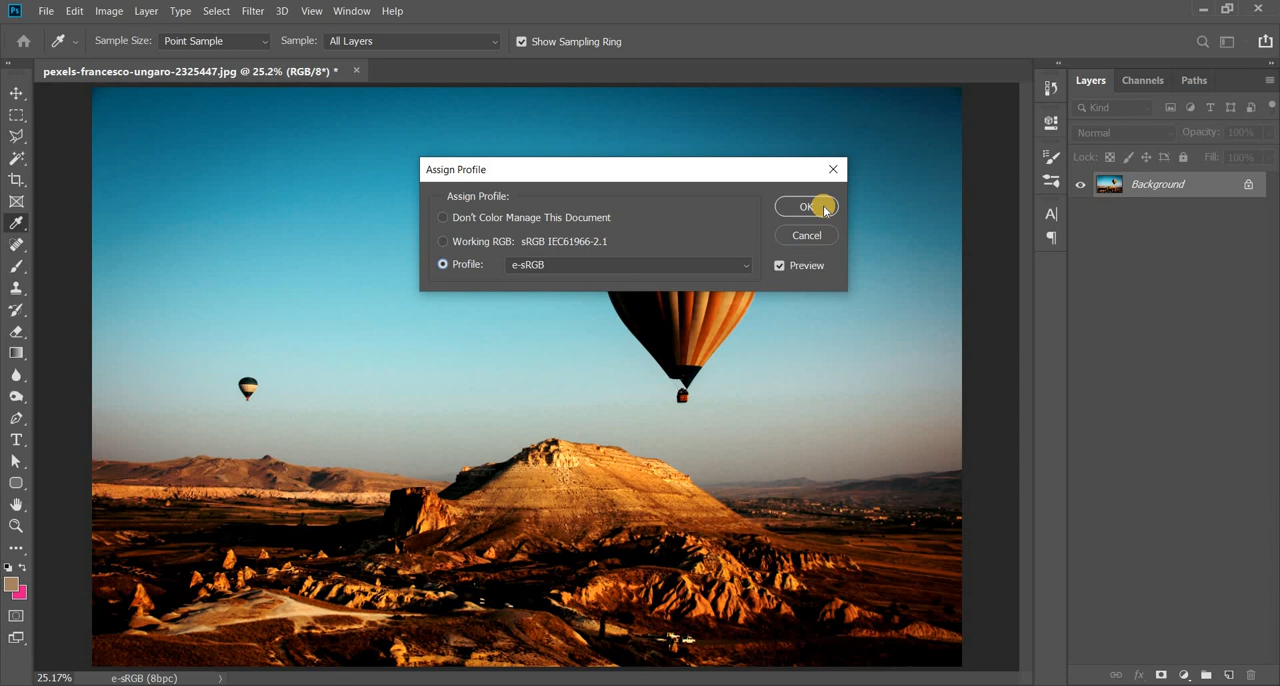 Ps File Edit Image Layer Type Select Filter 3D View Window Help
Sample Size: Point Sample Sample: All Layers Show Sampling Ring
pexels-francesco-ungaro-2325447.jpg @ 25.2% (RGB/8*) *
Layers Channels Paths
Kind
Normal Opacity: 100%
Lock: Fill: 100%
Background
Assign Profile
Assign Profile:
Don't Color Manage This Document
Working RGB: sRGB IEC61966-2.1
Profile: e-sRGB
OK
Cancel
Preview
25.17% e-sRGB (8bpc)